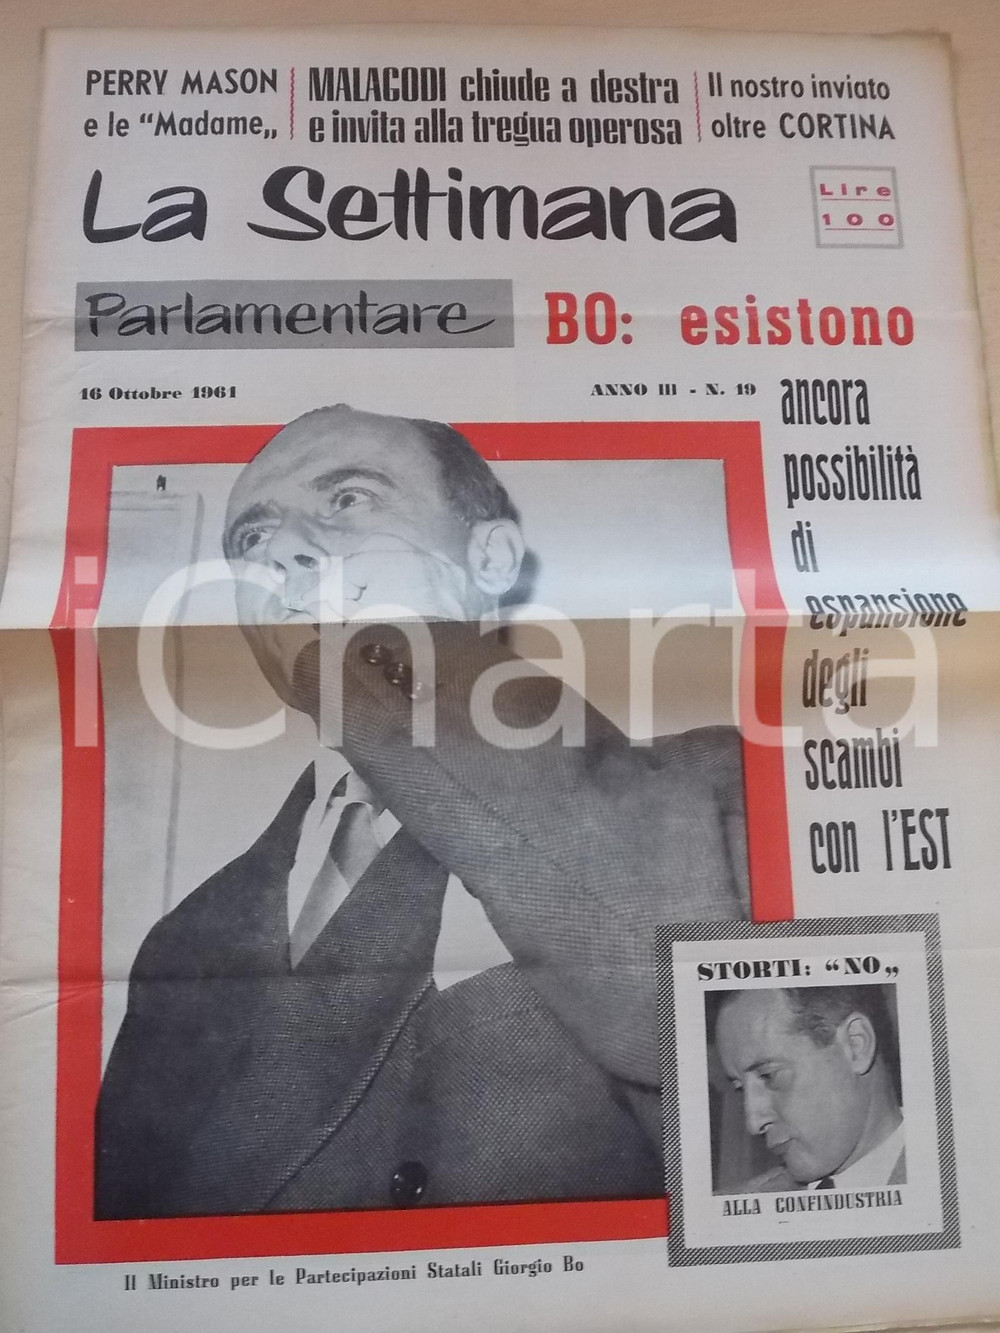 PERRY MASON
e le “Madame„
MALAGODI chiude a destra
e invita alla tregua operosa
Il nostro inviato
oltre CORTINA
La Settimana
Lire
100
Parlamentare
BO: esistono
16 Ottobre 1961
ANNO III - N. 19
ancora
possibilità
di
espansione
degli
scambi
con l'EST
iCharta
STORTI: “NO„
ALLA CONFINDUSTRIA
Il Ministro per le Partecipazioni Statali Giorgio Bo